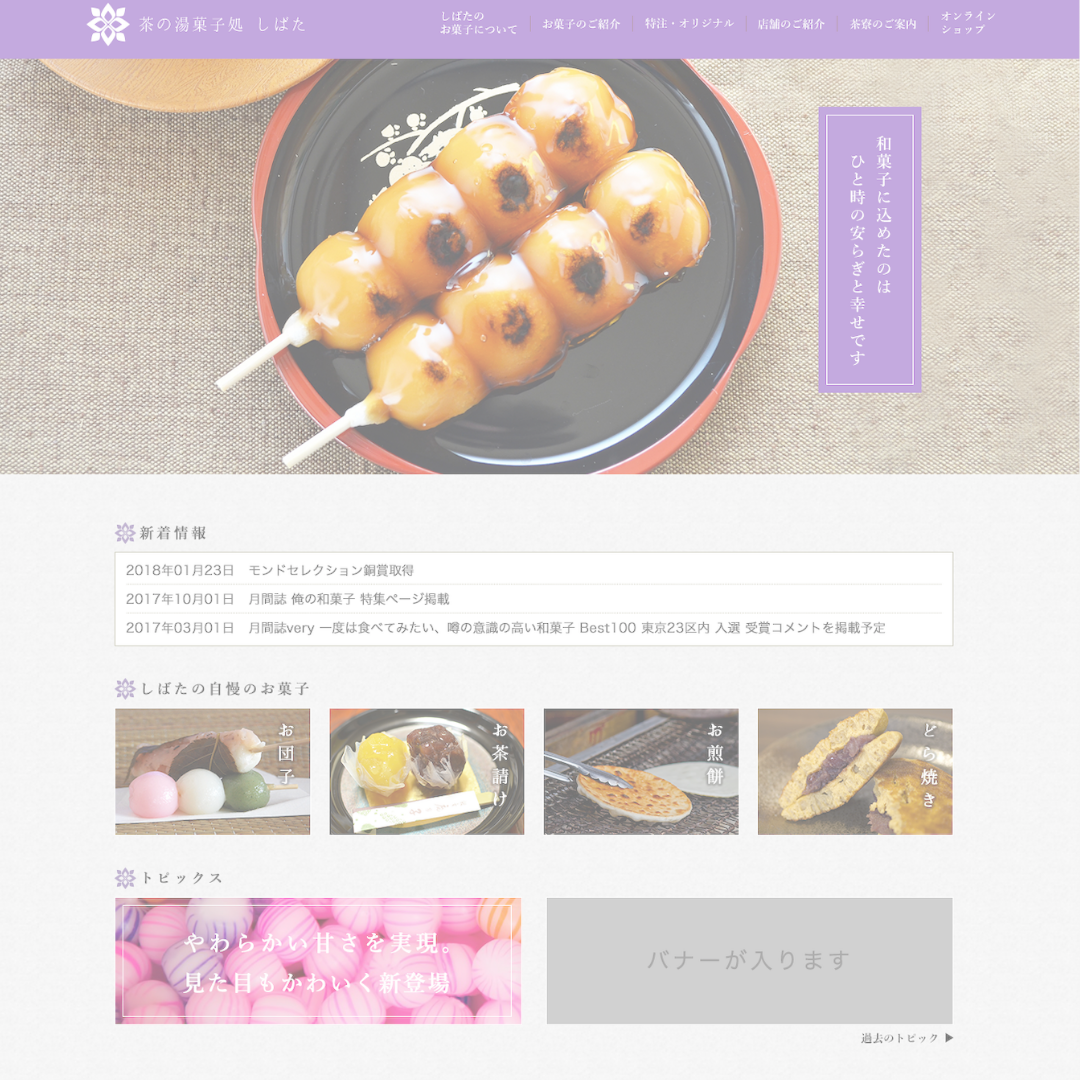 茶の湯菓子処 しばた
しばたの
お菓子について
お菓子のご紹介
特注・オリジナル
店舗のご紹介
茶寮のご案内
オンライン
ショップ
和菓子に込めたのは
ひと時の安らぎと幸せです
新着情報
2018年01月23日 モンドセレクション銅賞取得
2017年10月01日 月間誌 俺の和菓子 特集ページ掲載
2017年03月01日 月間誌very 一度は食べてみたい、噂の意識の高い和菓子 Best100 東京23区内 入選 受賞コメントを掲載予定
しばたの自慢のお菓子
お団子
お茶請け
お煎餅
どら焼き
トピックス
やわらかい甘さを実現。
見た目もかわいく新登場
バナーが入ります
過去のトピック ▶